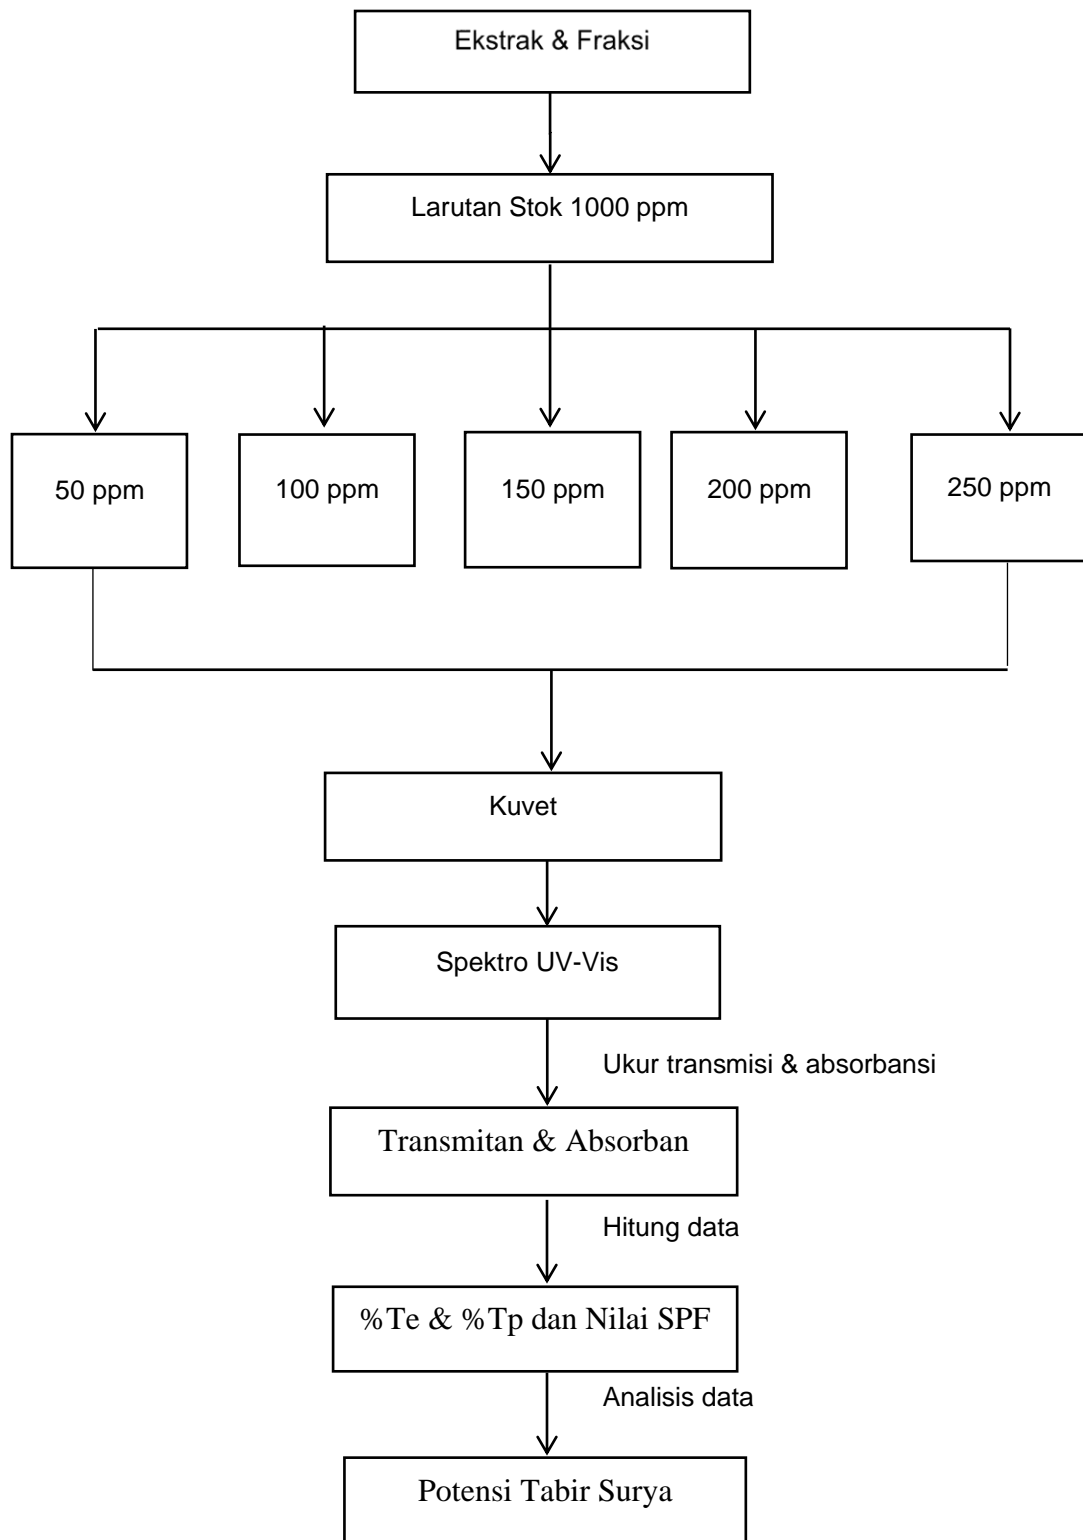 Ekstrak & Fraksi
Larutan Stok 1000 ppm
50 ppm
100 ppm
150 ppm
200 ppm
250 ppm
Kuvet
Spektro UV-Vis
Ukur transmisi & absorbansi
Transmitan & Absorban
Hitung data
%Te & %Tp dan Nilai SPF
Analisis data
Potensi Tabir Surya